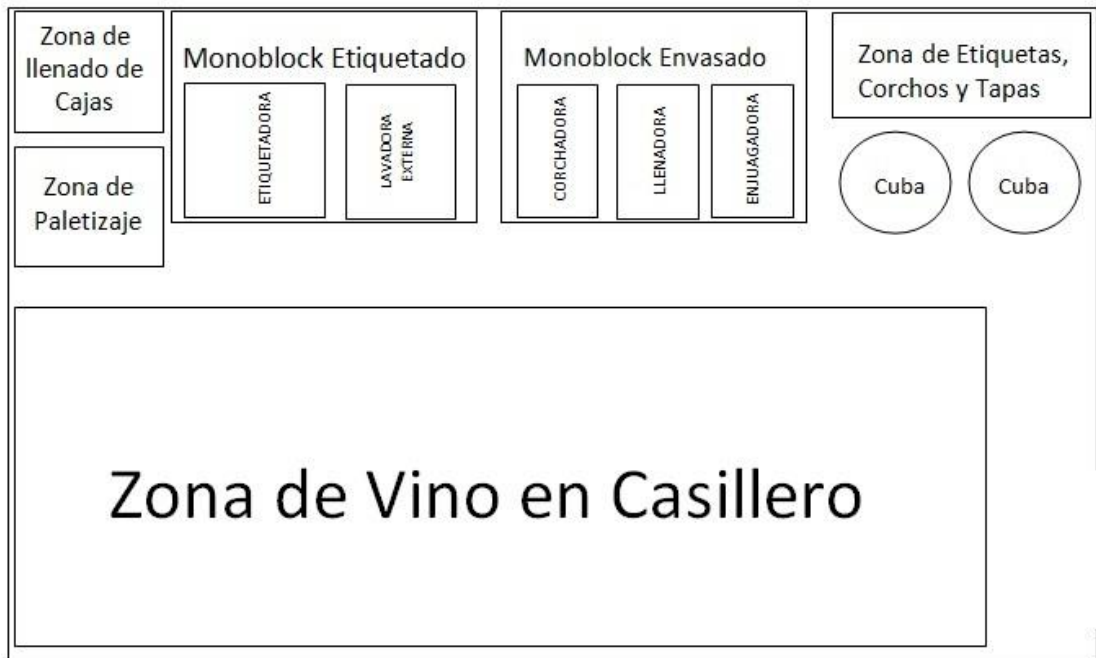 Zona de
llenado de
Cajas
Monoblock Etiquetado
ETIQUETADORA
LAVADORA
EXTERNA
Monoblock Envasado
CORCHADORA
LLENADORA
ENJUAGADORA
Zona de Etiquetas,
Corchos y Tapas
Cuba
Cuba
Zona de
Paletizaje
Zona de Vino en Casillero